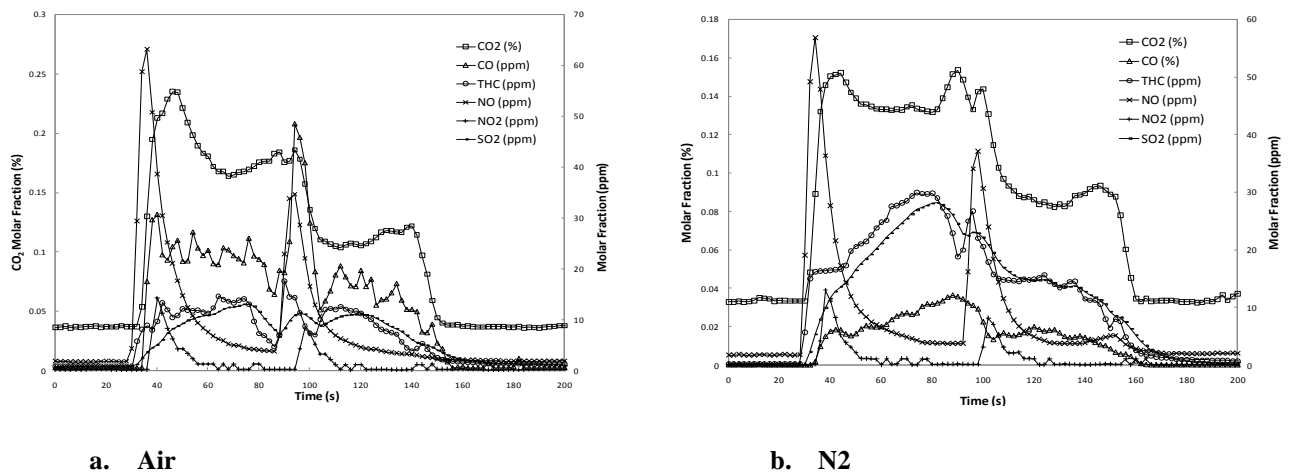 0.3
0.25
0.2
0.15
0.1
0.05
0
CO2 Molar Fraction (%)
70
60
50
40
30
20
10
0
Molar Fraction (ppm)
CO2 (%)
CO (ppm)
THC (ppm)
NO (ppm)
NO2 (ppm)
SO2 (ppm)
0 20 40 60 80 100 120 140 160 180 200
Time (s)
a. Air
0.18
0.16
0.14
0.12
0.1
0.08
0.06
0.04
0.02
0
Molar Fraction (%)
60
50
40
30
20
10
0
Molar Fraction (ppm)
CO2 (%)
CO (%)
THC (ppm)
NO (ppm)
NO2 (ppm)
SO2 (ppm)
0 20 40 60 80 100 120 140 160 180 200
Time (s)
b. N2